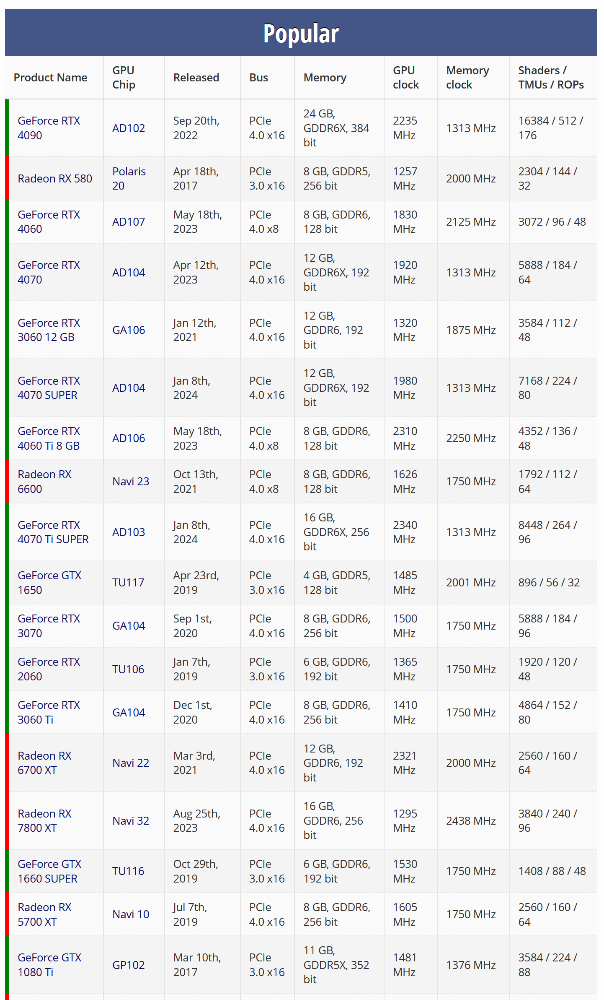 Popular
Product Name | GPU Chip | Released | Bus | Memory | GPU clock | Memory clock | Shaders / TMUs / ROPs
GeForce RTX 4090 | AD102 | Sep 20th, 2022 | PCIe 4.0 x16 | 24 GB, GDDR6X, 384 bit | 2235 MHz | 1313 MHz | 16384 / 512 / 176
Radeon RX 580 | Polaris 20 | Apr 18th, 2017 | PCIe 3.0 x16 | 8 GB, GDDR5, 256 bit | 1257 MHz | 2000 MHz | 2304 / 144 / 32
GeForce RTX 4060 | AD107 | May 18th, 2023 | PCIe 4.0 x8 | 8 GB, GDDR6, 128 bit | 1830 MHz | 2125 MHz | 3072 / 96 / 48
GeForce RTX 4070 | AD104 | Apr 12th, 2023 | PCIe 4.0 x16 | 12 GB, GDDR6X, 192 bit | 1920 MHz | 1313 MHz | 5888 / 184 / 64
GeForce RTX 3060 12 GB | GA106 | Jan 12th, 2021 | PCIe 4.0 x16 | 12 GB, GDDR6, 192 bit | 1320 MHz | 1875 MHz | 3584 / 112 / 48
GeForce RTX 4070 SUPER | AD104 | Jan 8th, 2024 | PCIe 4.0 x16 | 12 GB, GDDR6X, 192 bit | 1980 MHz | 1313 MHz | 7168 / 224 / 80
GeForce RTX 4060 Ti 8 GB | AD106 | May 18th, 2023 | PCIe 4.0 x8 | 8 GB, GDDR6, 128 bit | 2310 MHz | 2250 MHz | 4352 / 136 / 48
Radeon RX 6600 | Navi 23 | Oct 13th, 2021 | PCIe 4.0 x8 | 8 GB, GDDR6, 128 bit | 1626 MHz | 1750 MHz | 1792 / 112 / 64
GeForce RTX 4070 Ti SUPER | AD103 | Jan 8th, 2024 | PCIe 4.0 x16 | 16 GB, GDDR6X, 256 bit | 2340 MHz | 1313 MHz | 8448 / 264 / 96
GeForce GTX 1650 | TU117 | Apr 23rd, 2019 | PCIe 3.0 x16 | 4 GB, GDDR5, 128 bit | 1485 MHz | 2001 MHz | 896 / 56 / 32
GeForce RTX 3070 | GA104 | Sep 1st, 2020 | PCIe 4.0 x16 | 8 GB, GDDR6, 256 bit | 1500 MHz | 1750 MHz | 5888 / 184 / 96
GeForce RTX 2060 | TU106 | Jan 7th, 2019 | PCIe 3.0 x16 | 6 GB, GDDR6, 192 bit | 1365 MHz | 1750 MHz | 1920 / 120 / 48
GeForce RTX 3060 Ti | GA104 | Dec 1st, 2020 | PCIe 4.0 x16 | 8 GB, GDDR6, 256 bit | 1410 MHz | 1750 MHz | 4864 / 152 / 80
Radeon RX 6700 XT | Navi 22 | Mar 3rd, 2021 | PCIe 4.0 x16 | 12 GB, GDDR6, 192 bit | 2321 MHz | 2000 MHz | 2560 / 160 / 64
Radeon RX 7800 XT | Navi 32 | Aug 25th, 2023 | PCIe 4.0 x16 | 16 GB, GDDR6, 256 bit | 1295 MHz | 2438 MHz | 3840 / 240 / 96
GeForce GTX 1660 SUPER | TU116 | Oct 29th, 2019 | PCIe 3.0 x16 | 6 GB, GDDR6, 192 bit | 1530 MHz | 1750 MHz | 1408 / 88 / 48
Radeon RX 5700 XT | Navi 10 | Jul 7th, 2019 | PCIe 4.0 x16 | 8 GB, GDDR6, 256 bit | 1605 MHz | 1750 MHz | 2560 / 160 / 64
GeForce GTX 1080 Ti | GP102 | Mar 10th, 2017 | PCIe 3.0 x16 | 11 GB, GDDR5X, 352 bit | 1481 MHz | 1376 MHz | 3584 / 224 / 88